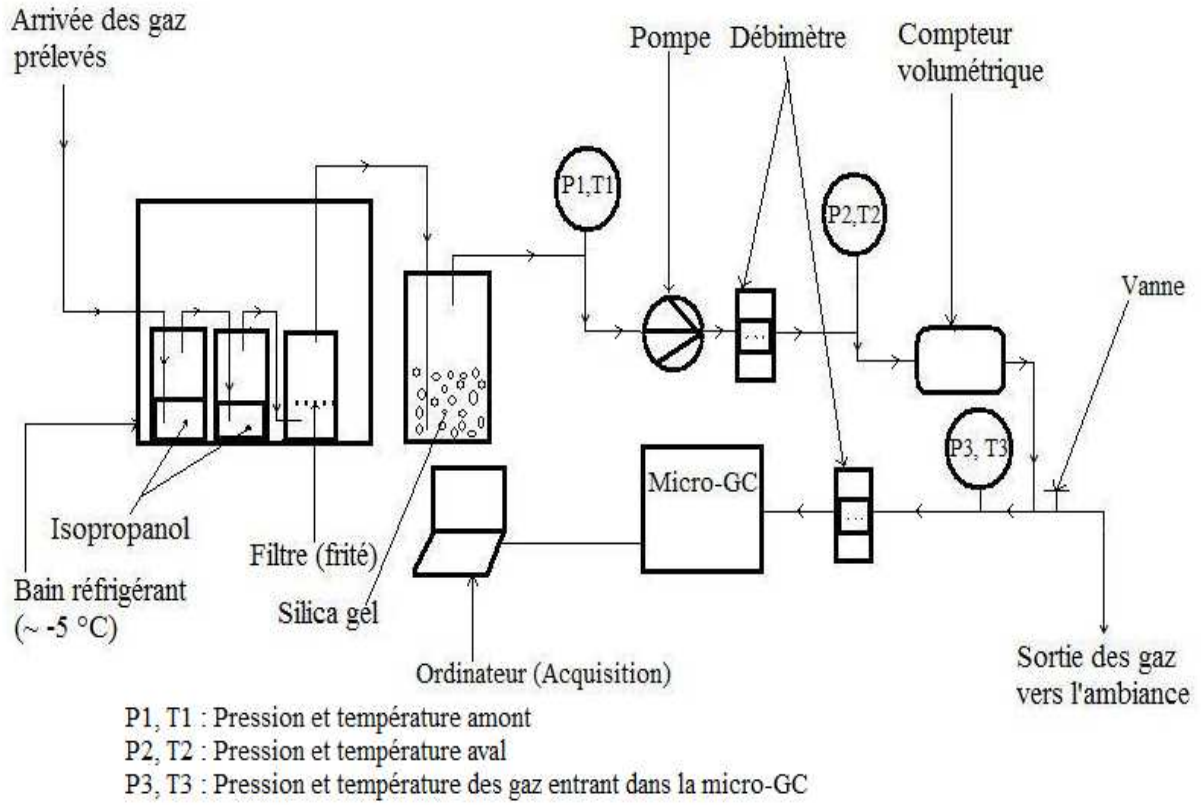 Arrivée des gaz
prélevés
Pompe
Débimètre
Compteur
volumétrique
P1,T1
P2,T2
Vanne
...
P3, T3
Micro-GC
...
Isopropanol
Filtre (frité)
Bain réfrigérant
(~ -5 °C)
Silica gel
Ordinateur (Acquisition)
Sortie des gaz
vers l'ambiance
P1, T1 : Pression et température amont
P2, T2 : Pression et température aval
P3, T3 : Pression et température des gaz entrant dans la micro-GC